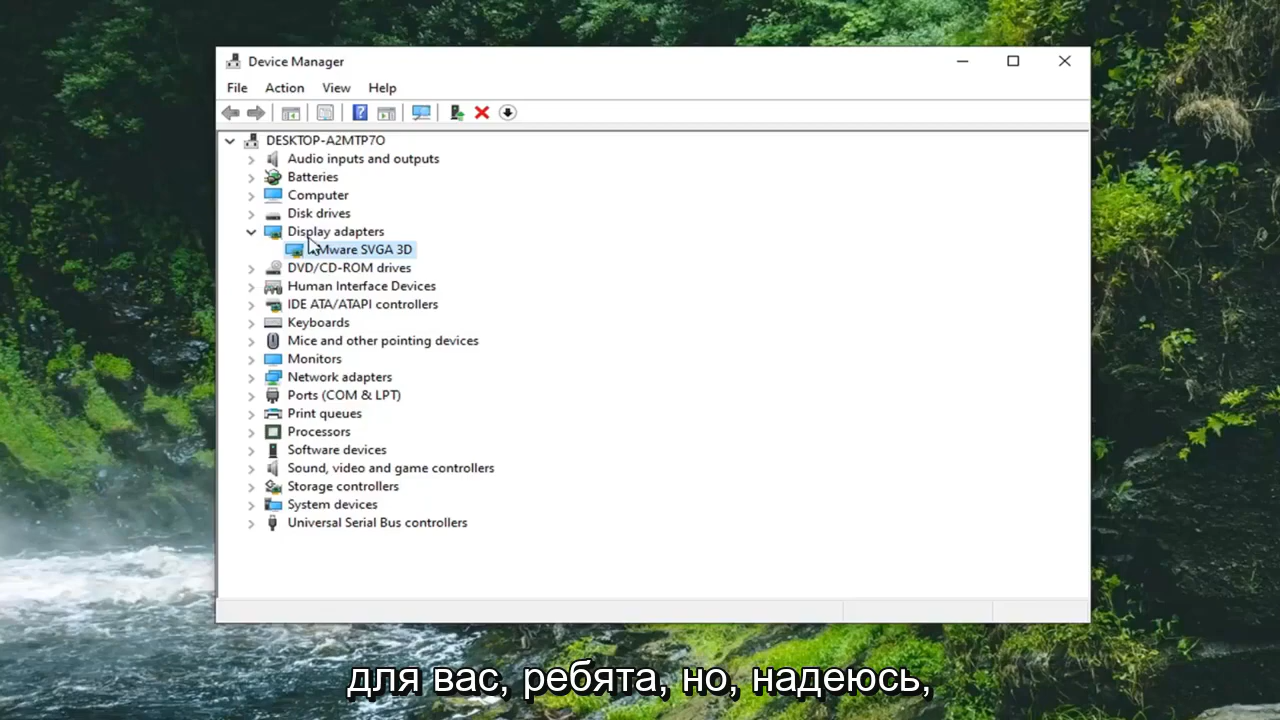 Device Manager
File Action View Help
DESKTOP-A2MTP7O
Audio inputs and outputs
Batteries
Computer
Disk drives
Display adapters
Mware SVGA 3D
DVD/CD-ROM drives
Human Interface Devices
IDE ATA/ATAPI controllers
Keyboards
Mice and other pointing devices
Monitors
Network adapters
Ports (COM & LPT)
Print queues
Processors
Software devices
Sound, video and game controllers
Storage controllers
System devices
Universal Serial Bus controllers
для вас, ребята, но, надеюсь,